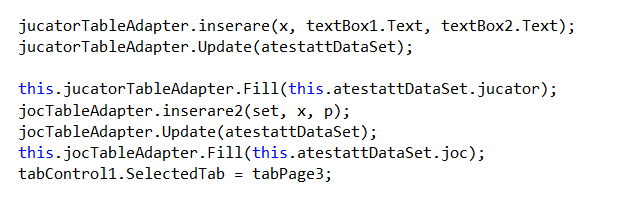 jucatorTableAdapter.inserare(x, textBox1.Text, textBox2.Text);
jucatorTableAdapter.Update(atestattDataSet);
this.jucatorTableAdapter.Fill(this.atestattDataSet.jucator);
jocTableAdapter.inserare2(set, x, p);
jocTableAdapter.Update(atestattDataSet);
this.jocTableAdapter.Fill(this.atestattDataSet.joc);
tabControl1.SelectedTab = tabPage3;